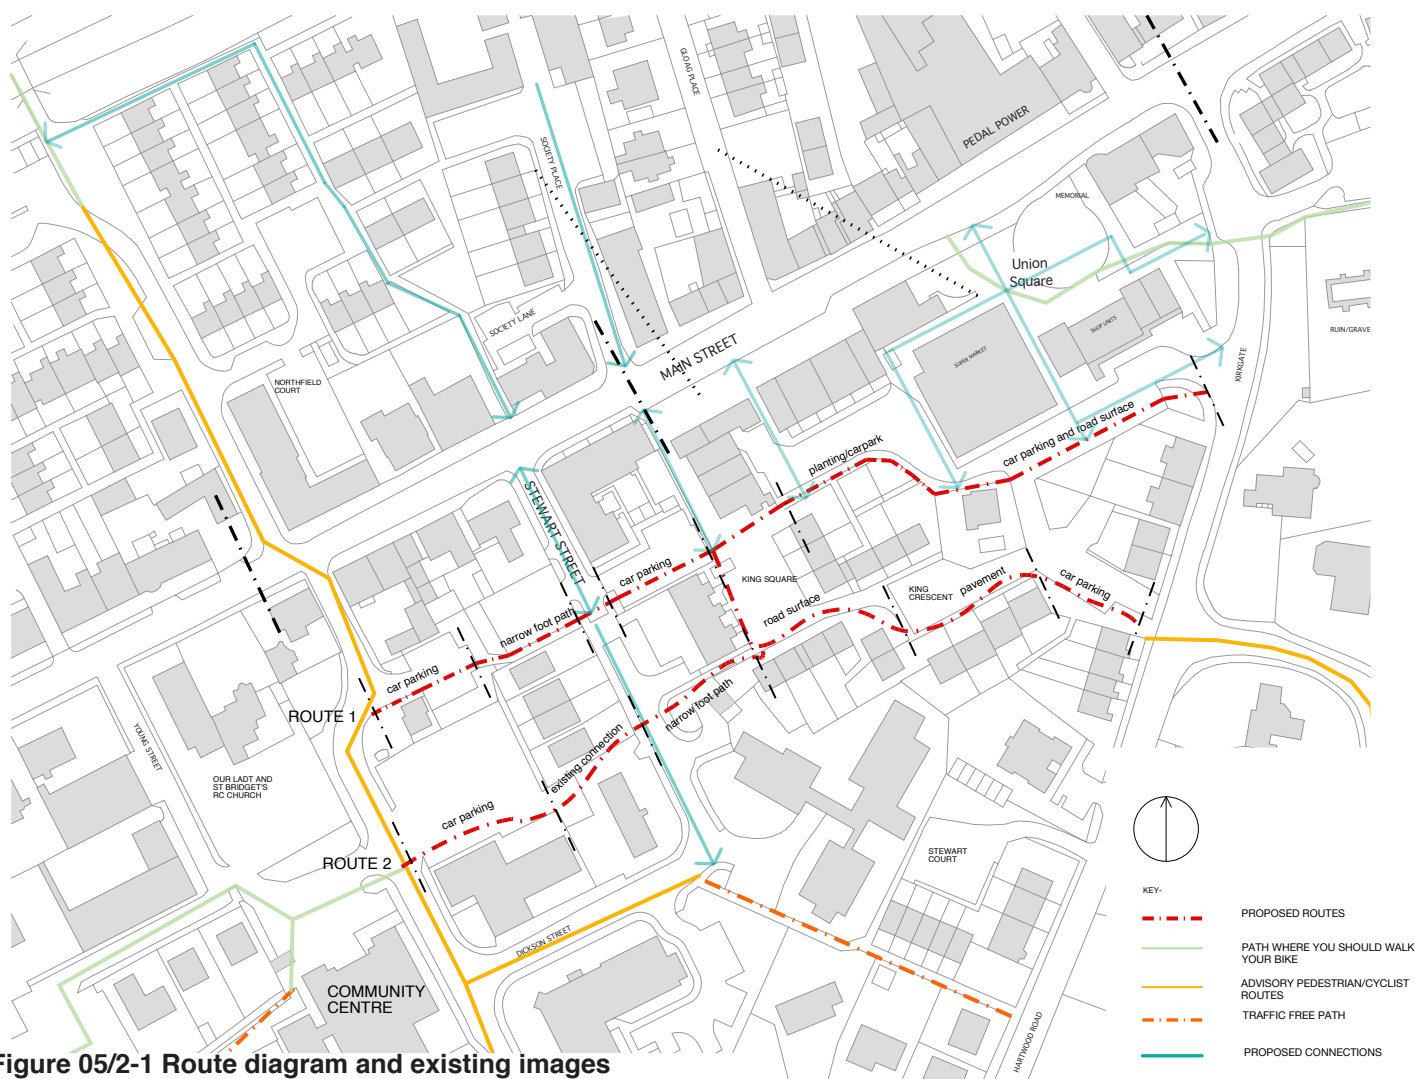 GLOAG PLACE
PEDAL POWER
SOCIETY PLACE
MEMORIAL
Union
Square
SOCIETY LANE
MAIN STREET
SUPER MARKET
SHOP UNITS
RUIN/GRAVE
KIRKGATE
NORTHFIELD
COURT
STEWART STREET
planting/carpark
car parking and road surface
car parking
KING SQUARE
KING
CRESCENT
pavement
car parking
road surface
narrow foot path
car parking
narrow foot path
ROUTE 1
existing connection
YOUNG STREET
OUR LADT AND
ST BRIDGET'S
RC CHURCH
car parking
ROUTE 2
STEWART
COURT
DICKSON STREET
COMMUNITY
CENTRE
HARTWOOD ROAD
KEY-
PROPOSED ROUTES
PATH WHERE YOU SHOULD WALK
YOUR BIKE
ADVISORY PEDESTRIAN/CYCLIST
ROUTES
TRAFFIC FREE PATH
PROPOSED CONNECTIONS
Figure 05/2-1 Route diagram and existing images